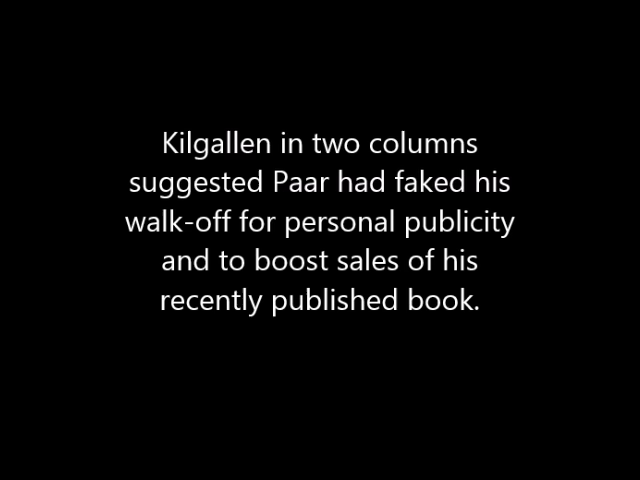 Kilgallen in two columns
suggested Paar had faked his
walk-off for personal publicity
and to boost sales of his
recently published book.